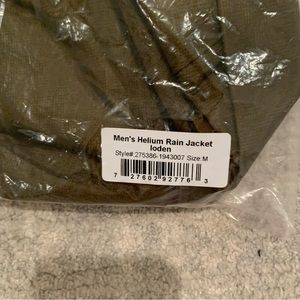 Men's Helium Rain Jacket
loden
Style#:275386-1943007 Size:M
7 27602 92776 3